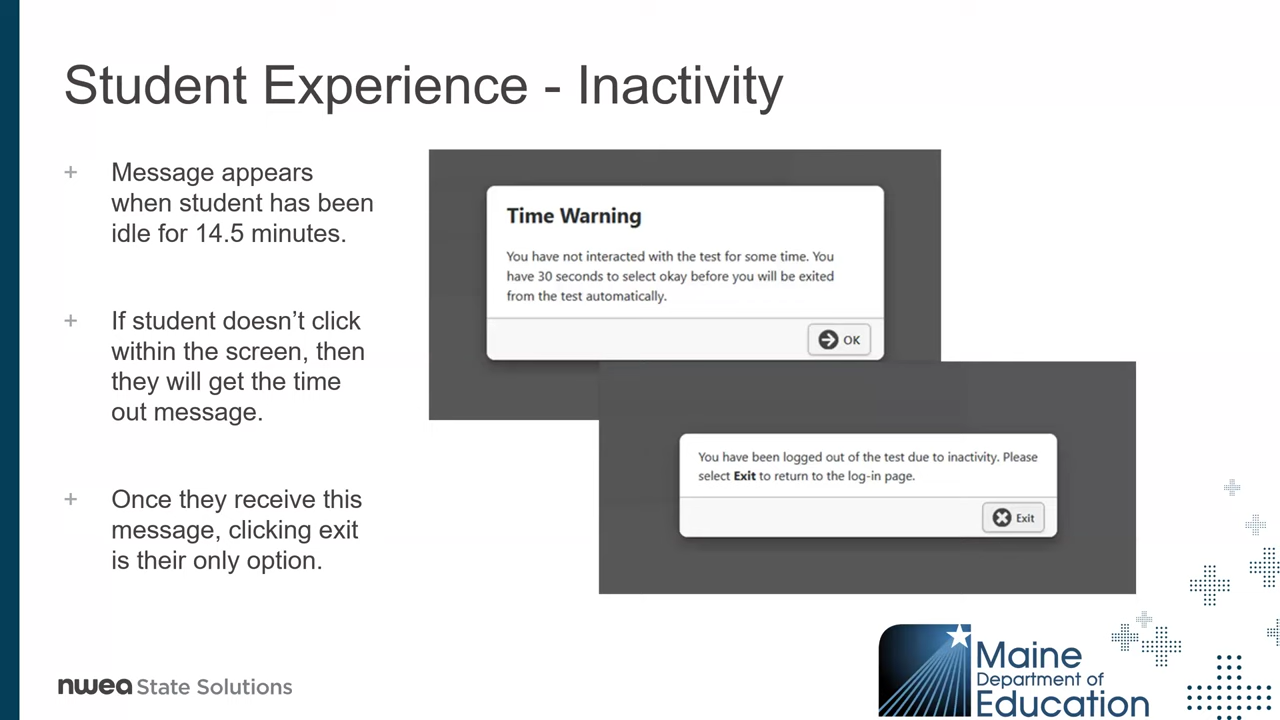 Student Experience - Inactivity
+ Message appears
when student has been
idle for 14.5 minutes.
+ If student doesn’t click
within the screen, then
they will get the time
out message.
+ Once they receive this
message, clicking exit
is their only option.
Time Warning
You have not interacted with the test for some time. You
have 30 seconds to select okay before you will be exited
from the test automatically.
OK
You have been logged out of the test due to inactivity. Please
select Exit to return to the log-in page.
Exit
nwea State Solutions
Maine
Department of
Education